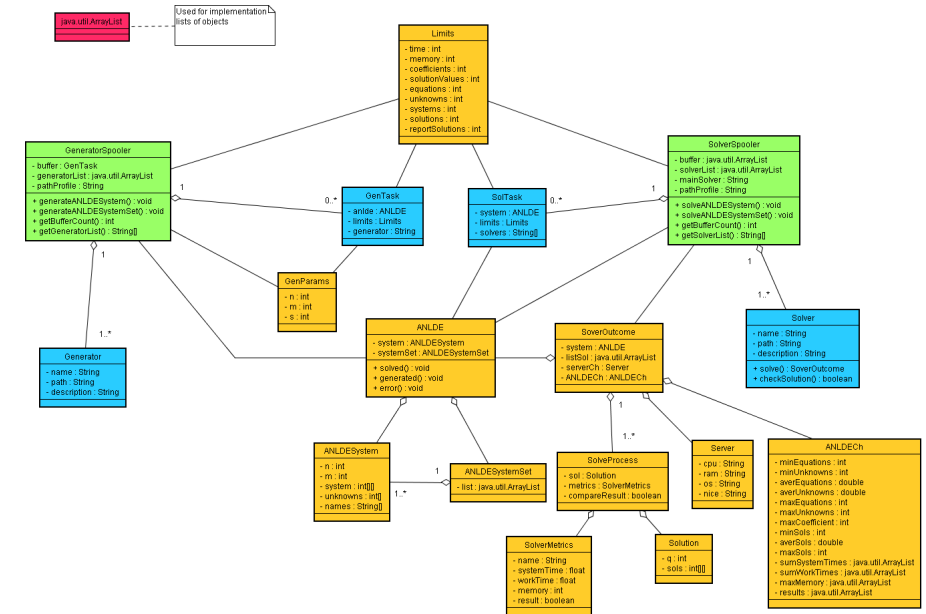 java.util.ArrayList
Used for implementation
lists of objects
Limits
- time : int
- memory : int
- coefficients : int
- solutionValues : int
- equations : int
- unknowns : int
- systems : int
- solutions : int
- reportSolutions : int
GeneratorSpooler
- buffer : GenTask
- generatorList : java.util.ArrayList
- pathProfile : String
+ generateANLDESystem() : void
+ generateANLDESystemSet() : void
+ getBufferCount() : int
+ getGeneratorList() : String[]
1
0..*
1
1..*
GenTask
- anlde : ANLDE
- limits : Limits
- generator : String
SolTask
- system : ANLDE
- limits : Limits
- solvers : String[]
0..*
1
SolverSpooler
- buffer : java.util.ArrayList
- solverList : java.util.ArrayList
- mainSolver : String
- pathProfile : String
+ solveANLDESystem() : void
+ solveANLDESystemSet() : void
+ getBufferCount() : int
+ getSolverList() : String[]
1
1..*
GenParams
- n : int
- m : int
- s : int
Generator
- name : String
- path : String
- description : String
ANLDE
- system : ANLDESystem
- systemSet : ANLDESystemSet
+ solved() : void
+ generated() : void
+ error() : void
SoverOutcome
- system : ANLDE
- listSol : java.util.ArrayList
- serverCh : Server
- ANLDECh : ANLDECh
1
1..*
Solver
- name : String
- path : String
- description : String
+ solve() : SoverOutcome
+ checkSolution() : boolean
ANLDESystem
- n : int
- m : int
- system : int[][]
- unknowns : int[]
- names : String[]
1
1..*
ANLDESystemSet
- list : java.util.ArrayList
SolveProcess
- sol : Solution
- metrics : SolverMetrics
- compareResult : boolean
Server
- cpu : String
- ram : String
- os : String
- nice : String
ANLDECh
- minEquations : int
- minUnknowns : int
- averEquations : double
- averUnknowns : double
- maxEquations : int
- maxUnknowns : int
- maxCoefficient : int
- minSols : int
- averSols : double
- maxSols : int
- sumSystemTimes : java.util.ArrayList
- sumWorkTimes : java.util.ArrayList
- maxMemory : java.util.ArrayList
- results : java.util.ArrayList
SolverMetrics
- name : String
- systemTime : float
- workTime : float
- memory : int
- result : boolean
Solution
- q : int
- sols : int[][]